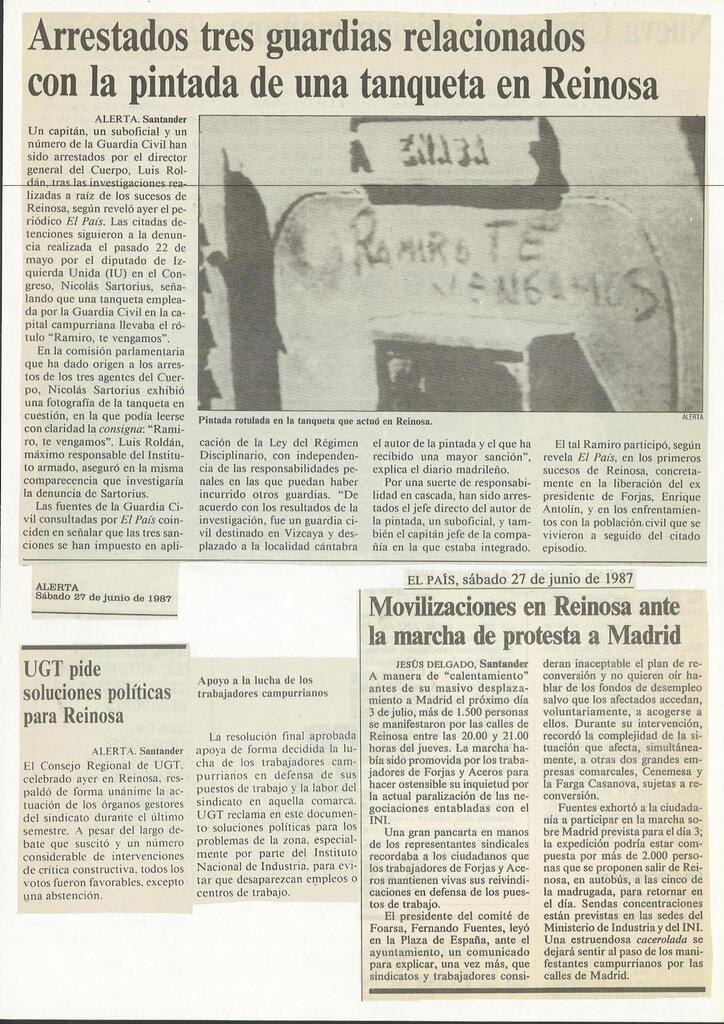 Arrestados tres guardias relacionados
con la pintada de una tanqueta en Reinosa
ALERTA. Santander
Un capitán, un suboficial y un
número de la Guardia Civil han
sido arrestados por el director
general del Cuerpo, Luis Rol-
dán, tras las investigaciones rea-
lizadas a raíz de los sucesos de
Reinosa, según reveló ayer el pe-
riódico El País. Las citadas de-
tenciones siguieron a la denun-
cia realizada el pasado 22 de
mayo por el diputado de Iz-
quierda Unida (IU) en el Con-
greso, Nicolás Sartorius, seña-
lando que una tanqueta emplea-
da por la Guardia Civil en la ca-
pital campurriana llevaba el ró-
tulo “Ramiro, te vengamos”.
En la comisión parlamentaria
que ha dado origen a los arres-
tos de los tres agentes del Cuer-
po, Nicolás Sartorius exhibió
una fotografía de la tanqueta en
cuestión, en la que podía leerse
con claridad la consigna: “Rami-
ro, te vengamos”. Luis Roldán,
máximo responsable del Institu-
to armado, aseguró en la misma
comparecencia que investigaría
la denuncia de Sartorius.
Las fuentes de la Guardia Ci-
vil consultadas por El País coin-
ciden en señalar que las tres san-
ciones se han impuesto en apli-
RAMIRO TE
VENGAMOS
Pintada rotulada en la tanqueta que actuó en Reinosa.
ALERTA
cación de la Ley del Régimen
Disciplinario, con independen-
cia de las responsabilidades pe-
nales en las que puedan haber
incurrido otros guardias. “De
acuerdo con los resultados de la
investigación, fue un guardia ci-
vil destinado en Vizcaya y des-
plazado a la localidad cántabra
el autor de la pintada y el que ha
recibido una mayor sanción”,
explica el diario madrileño.
Por una suerte de responsabi-
lidad en cascada, han sido arres-
tados el jefe directo del autor de
la pintada, un suboficial, y tam-
bién el capitán jefe de la compa-
ñía en la que estaba integrado.
El tal Ramiro participó, según
revela El País, en los primeros
sucesos de Reinosa, concreta-
mente en la liberación del ex
presidente de Forjas, Enrique
Antolín, y en los enfrentamien-
tos con la población civil que se
vivieron a seguido del citado
episodio.
ALERTA
Sábado 27 de junio de 1987
UGT pide
soluciones políticas
para Reinosa
ALERTA. Santander
El Consejo Regional de UGT,
celebrado ayer en Reinosa, res-
paldó de forma unánime la ac-
tuación de los órganos gestores
del sindicato durante el último
semestre. A pesar del largo de-
bate que suscitó y un número
considerable de intervenciones
de crítica constructiva, todos los
votos fueron favorables, excepto
una abstención.
Apoyo a la lucha de los
trabajadores campurrianos
La resolución final aprobada
apoya de forma decidida la lu-
cha de los trabajadores cam-
purrianos en defensa de sus
puestos de trabajo y la labor del
sindicato en aquella comarca.
UGT reclama en este documen-
to soluciones políticas para los
problemas de la zona, especial-
mente por parte del Instituto
Nacional de Industria, para evi-
tar que desaparezcan empleos o
centros de trabajo.
EL PAÍS, sábado 27 de junio de 1987
Movilizaciones en Reinosa ante
la marcha de protesta a Madrid
JESÚS DELGADO, Santander
A manera de “calentamiento”
antes de su masivo desplaza-
miento a Madrid el próximo día
3 de julio, más de 1.500 personas
se manifestaron por las calles de
Reinosa entre las 20.00 y 21.00
horas del jueves. La marcha ha-
bía sido promovida por los traba-
jadores de Forjas y Aceros para
hacer ostensible su inquietud por
la actual paralización de las ne-
gociaciones entabladas con el
INI.
Una gran pancarta en manos
de los representantes sindicales
recordaba a los ciudadanos que
los trabajadores de Forjas y Ace-
ros mantienen vivas sus reivindi-
caciones en defensa de los pues-
tos de trabajo.
El presidente del comité de
Foarsa, Fernando Fuentes, leyó
en la Plaza de España, ante el
ayuntamiento, un comunicado
para explicar, una vez más, que
sindicatos y trabajadores consi-
deran inaceptable el plan de re-
conversión y no quieren oír ha-
blar de los fondos de desempleo
salvo que los afectados accedan,
voluntariamente, a acogerse a
ellos. Durante su intervención,
recordó la complejidad de la si-
tuación que afecta, simultánea-
mente, a otras dos grandes em-
presas comarcales, Cenemesa y
la Farga Casanova, sujetas a re-
conversión.
Fuentes exhortó a la ciudada-
nía a participar en la marcha so-
bre Madrid prevista para el día 3;
la expedición podría estar com-
puesta por más de 2.000 perso-
nas que se proponen salir de Rei-
nosa, en autobús, a las cinco de
la madrugada, para retornar en
el día. Sendas concentraciones
están previstas en las sedes del
Ministerio de Industria y del INI.
Una estruendosa cacerolada se
dejará sentir al paso de los mani-
festantes campurrianos por las
calles de Madrid.